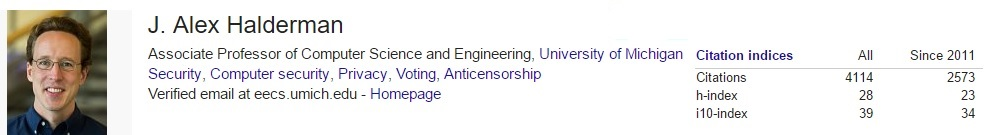 J. Alex Halderman
Associate Professor of Computer Science and Engineering, University of Michigan
Security, Computer security, Privacy, Voting, Anticensorship
Verified email at eecs.umich.edu - Homepage
Citation indices All Since 2011
Citations 4114 2573
h-index 28 23
i10-index 39 34